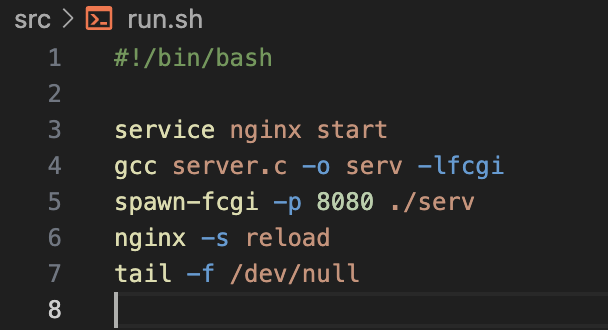 src > run.sh
1 #!/bin/bash
2
3 service nginx start
4 gcc server.c -o serv -lfcgi
5 spawn-fcgi -p 8080 ./serv
6 nginx -s reload
7 tail -f /dev/null
8